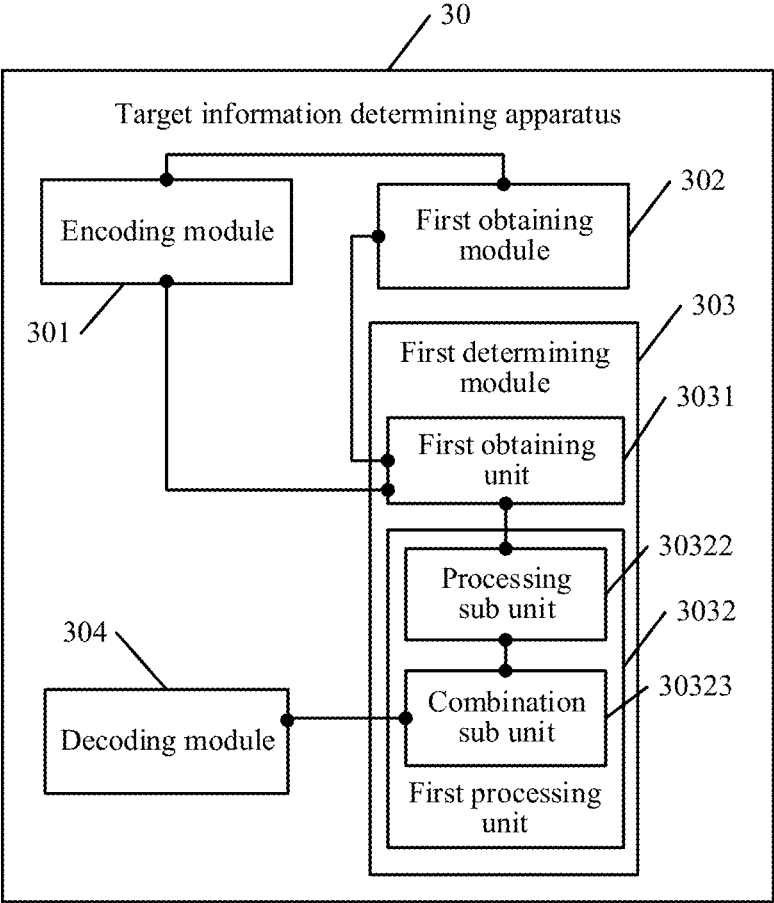 30
Target information determining apparatus
Encoding module
301
First obtaining
module
302
303
First determining
module
3031
First obtaining
unit
30322
Processing
sub unit
3032
304
30323
Decoding module
Combination
sub unit
First processing
unit